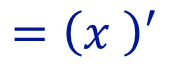 = (x )′